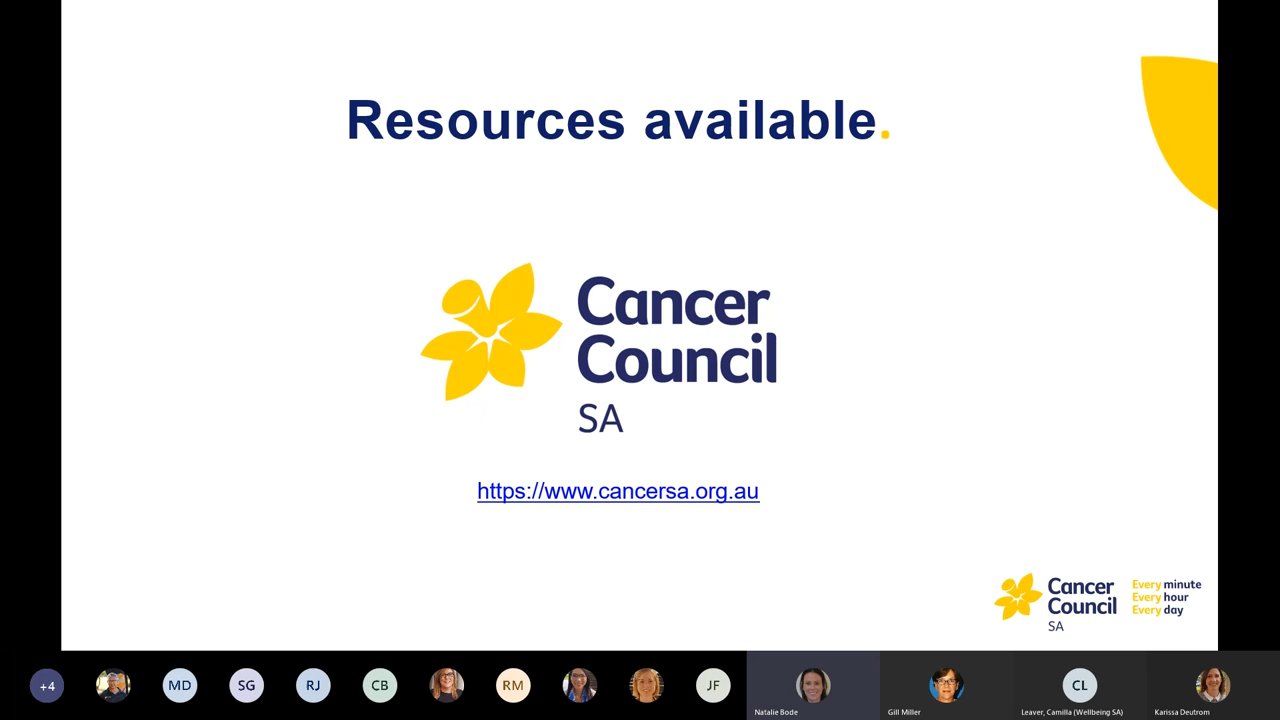 Resources available.
Cancer
Council
SA
https://www.cancersa.org.au
Cancer
Council
SA
Every minute
Every hour
Every day
+4
MD
SG
RJ
CB
RM
JF
CL
Natalie Bode
Gill Miller
Leaver, Camilla (Wellbeing SA)
Karissa Deutrom